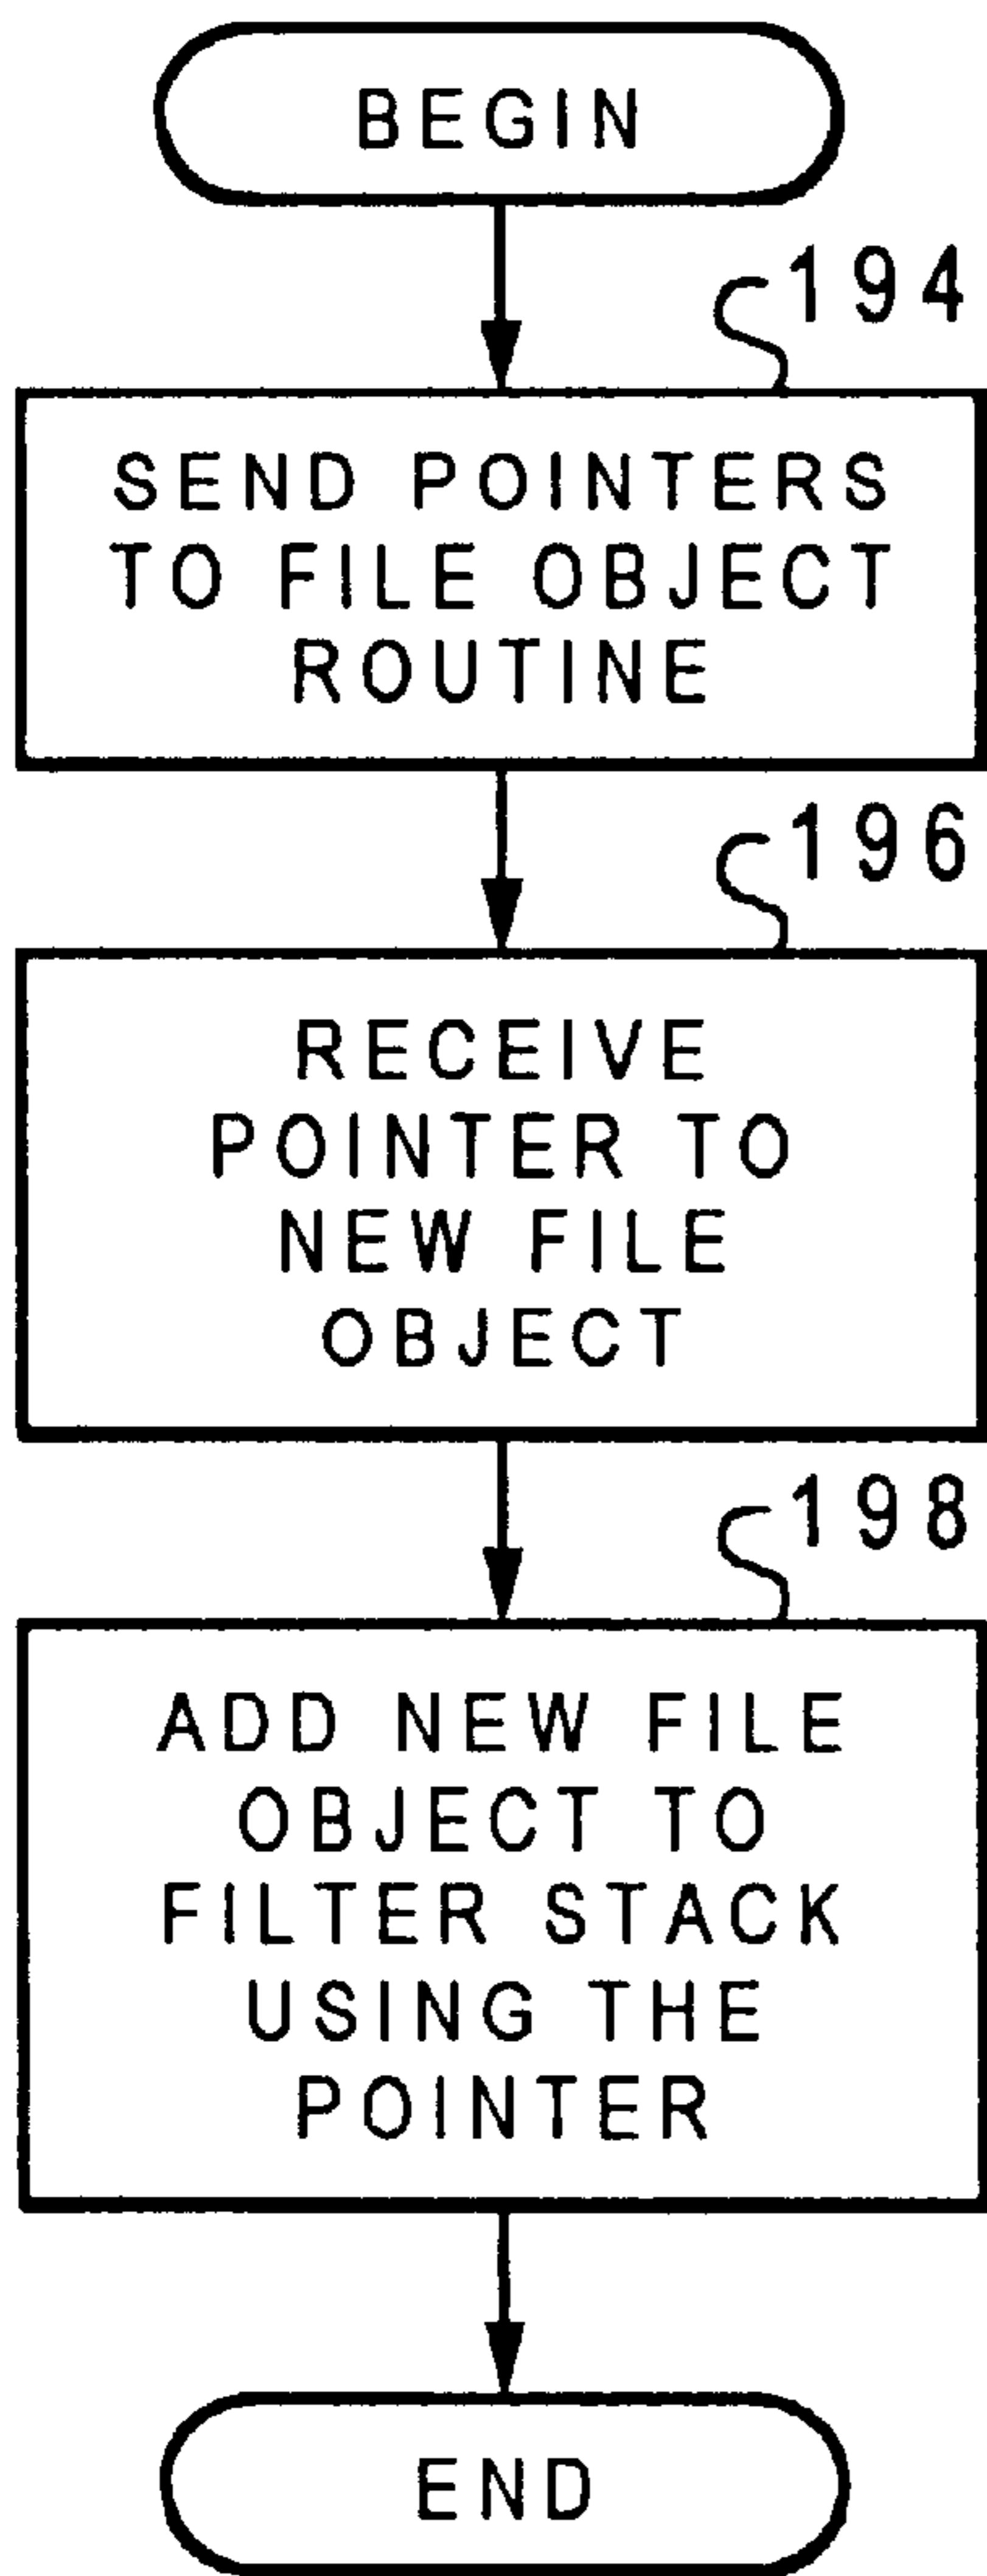 BEGIN
194
SEND POINTERS
TO FILE OBJECT
ROUTINE
196
RECEIVE
POINTER TO
NEW FILE
OBJECT
198
ADD NEW FILE
OBJECT TO
FILTER STACK
USING THE
POINTER
END